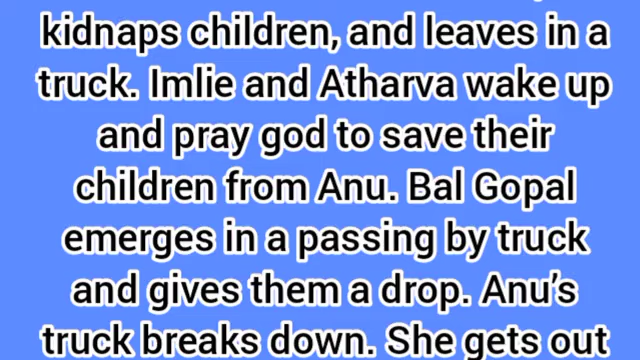 kidnaps children, and leaves in a
truck. Imlie and Atharva wake up
and pray god to save their
children from Anu. Bal Gopal
emerges in a passing by truck
and gives them a drop. Anu's
truck breaks down. She gets out